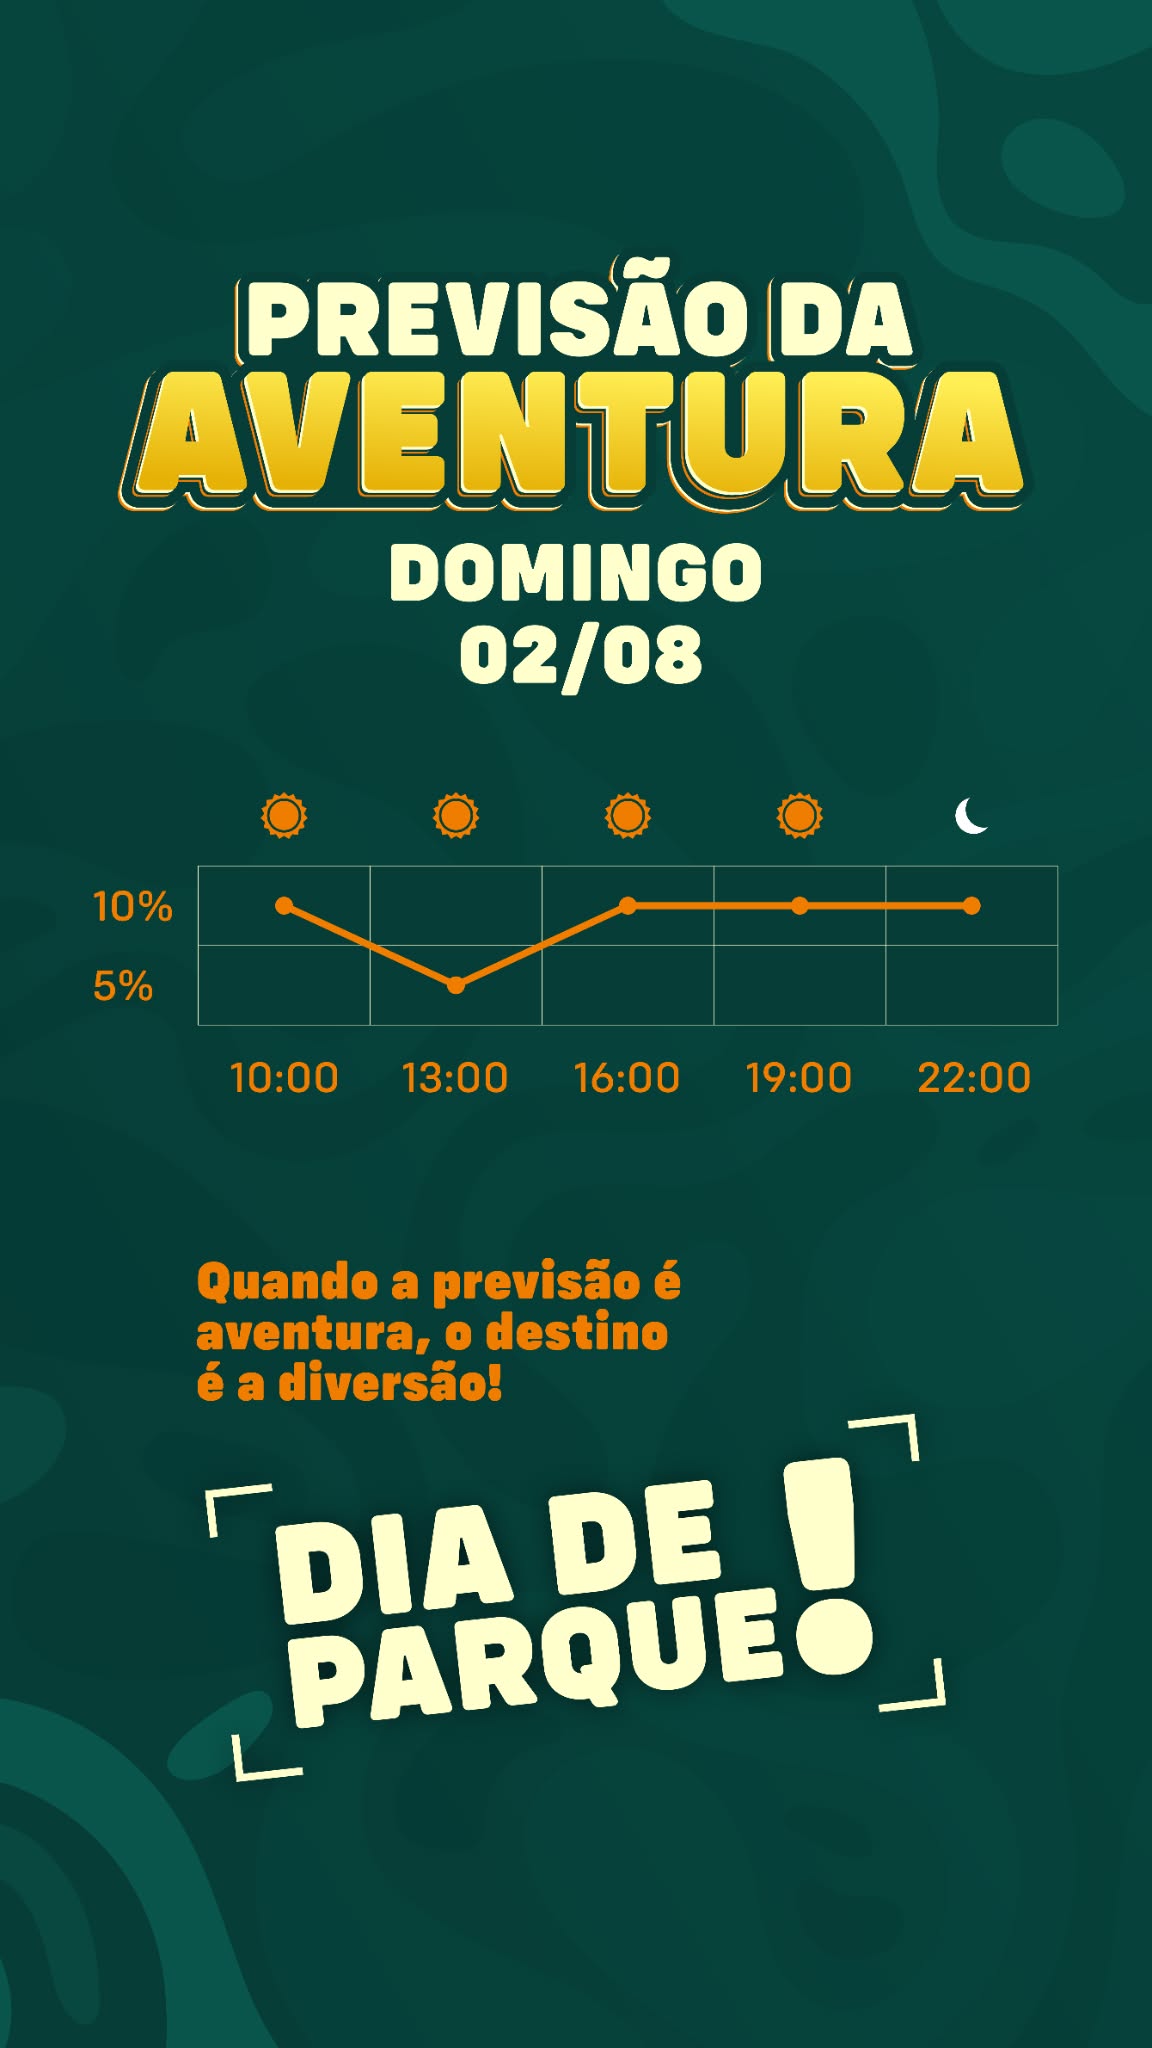 PREVISÃO DA
AVENTURA
DOMINGO
02/08
10%
5%
10:00 13:00 16:00 19:00 22:00
Quando a previsão é
aventura, o destino
é a diversão!
DIA DE
PARQUE!